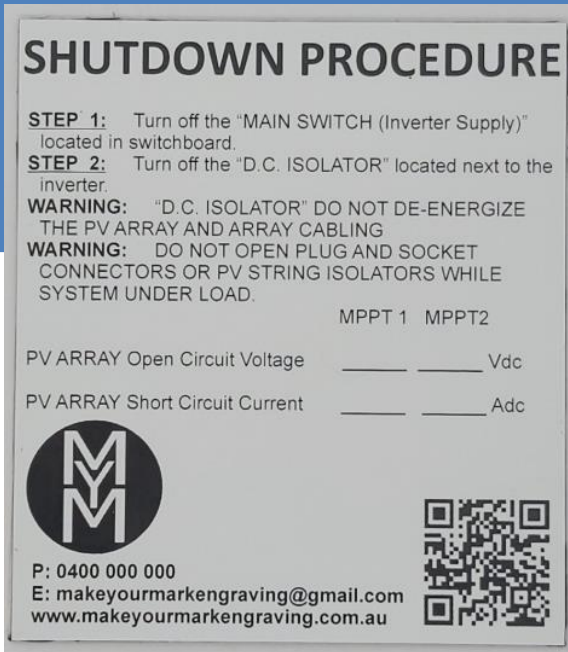 SHUTDOWN PROCEDURE
STEP 1: Turn off the “MAIN SWITCH (Inverter Supply)”
located in switchboard.
STEP 2: Turn off the “D.C. ISOLATOR” located next to the
inverter.
WARNING: “D.C. ISOLATOR” DO NOT DE-ENERGIZE
THE PV ARRAY AND ARRAY CABLING
WARNING: DO NOT OPEN PLUG AND SOCKET
CONNECTORS OR PV STRING ISOLATORS WHILE
SYSTEM UNDER LOAD.
MPPT 1 MPPT2
PV ARRAY Open Circuit Voltage ______ ______ Vdc
PV ARRAY Short Circuit Current ______ ______ Adc
MYM
P: 0400 000 000
E: makeyourmarkengraving@gmail.com
www.makeyourmarkengraving.com.au